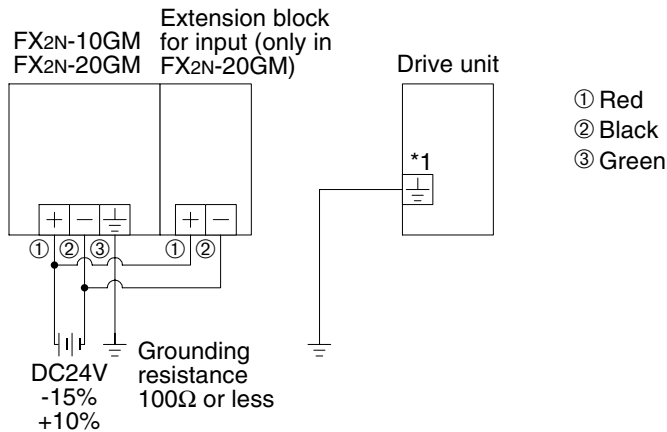 FX2N-10GM
FX2N-20GM
Extension block
for input (only in
FX2N-20GM)
Drive unit
① Red
② Black
③ Green
*1
+ −
+ −
① ② ③
① ②
DC24V
-15%
+10%
Grounding
resistance
100Ω or less